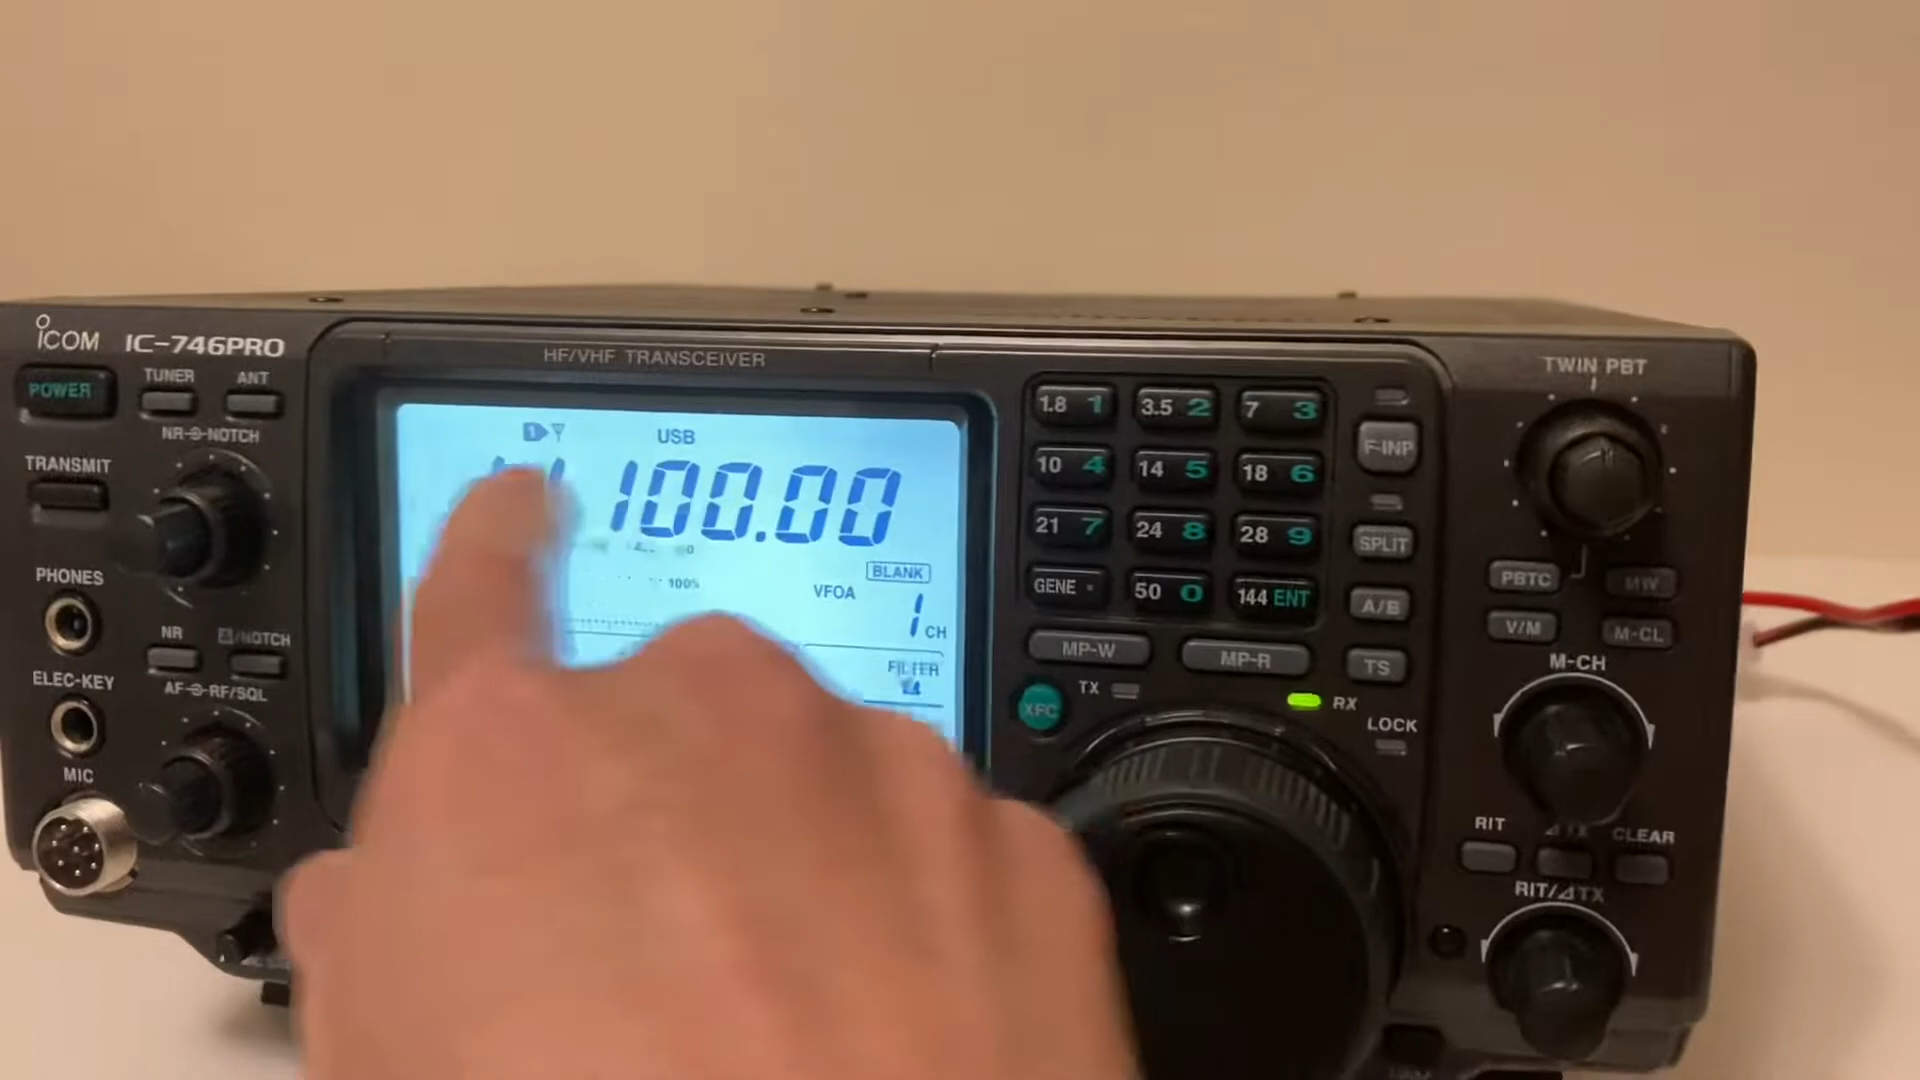 ICOM IC-746PRO
HF/VHF TRANSCEIVER
POWER
TUNER
ANT
NR NOTCH
TRANSMIT
PHONES
NR
/NOTCH
ELEC-KEY
AF RF/SQL
MIC
1
USB
100.00
100%
VFOA
BLANK
1 CH
FILTER
1.8 1
3.5 2
7 3
F-INP
10 4
14 5
18 6
21 7
24 8
28 9
SPLIT
GENE •
50 0
144 ENT
A/B
MP-W
MP-R
TS
XFC
TX
RX
LOCK
TWIN PBT
PBTC
MW
V/M
M-CL
M-CH
RIT
⊿TX
CLEAR
RIT/⊿TX